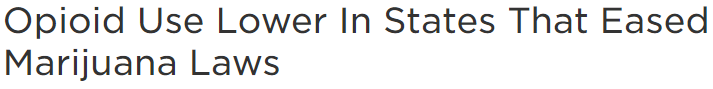 Opioid Use Lower In States That Eased
Marijuana Laws